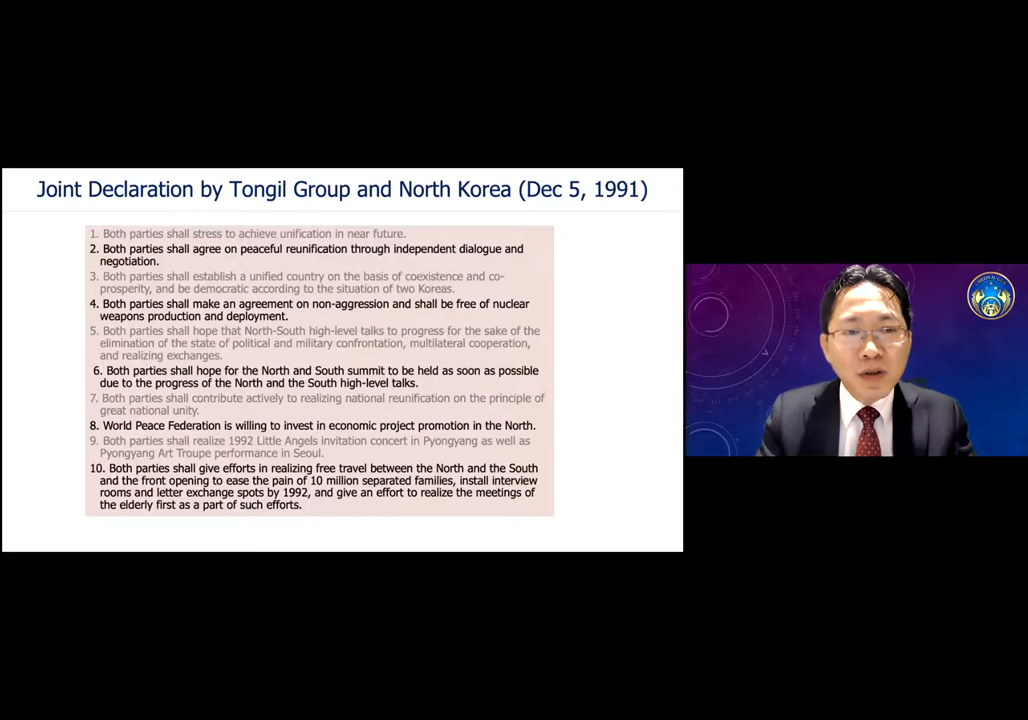 Joint Declaration by Tongil Group and North Korea (Dec 5, 1991)
1. Both parties shall stress to achieve unification in near future.
2. Both parties shall agree on peaceful reunification through independent dialogue and
negotiation.
3. Both parties shall establish a unified country on the basis of coexistence and co-
prosperity, and be democratic according to the situation of two Koreas.
4. Both parties shall make an agreement on non-aggression and shall be free of nuclear
weapons production and deployment.
5. Both parties shall hope that North-South high-level talks to progress for the sake of the
elimination of the state of political and military confrontation, multilateral cooperation,
and realizing exchanges.
6. Both parties shall hope for the North and South summit to be held as soon as possible
due to the progress of the North and the South high-level talks.
7. Both parties shall contribute actively to realizing national reunification on the principle of
great national unity.
8. World Peace Federation is willing to invest in economic project promotion in the North.
9. Both parties shall realize 1992 Little Angels invitation concert in Pyongyang as well as
Pyongyang Art Troupe performance in Seoul.
10. Both parties shall give efforts in realizing free travel between the North and the South
and the front opening to ease the pain of 10 million separated families, install interview
rooms and letter exchange spots by 1992, and give an effort to realize the meetings of
the elderly first as a part of such efforts.